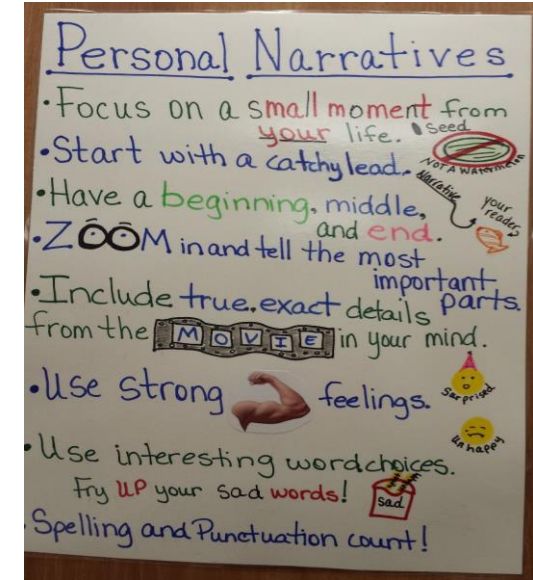 Personal Narratives
•Focus on a small moment from
your life. Seed
NOT A WATERMELON
•Start with a catchy lead.
Narrative
your reader
•Have a beginning, middle,
and end.
•ZOOM in and tell the most
important parts.
•Include true, exact details
from the MOVIE in your mind.
•Use strong feelings.
Surprised
unhappy
•Use interesting word choices.
Fry UP your sad words!
sad
•Spelling and Punctuation count!